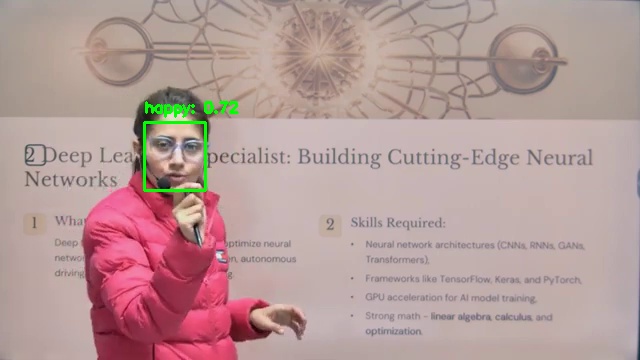 happy: 0.72
2 Deep Lea pecialist: Building Cutting-Edge Neural
Networks
1 What
2 Skills Required:
Deep optimize neural
netwo n, autonomous
driving g.
• Neural network architectures (CNNs, RNNs, GANs,
Transformers).
• Frameworks like TensorFlow, Keras, and PyTorch.
• GPU acceleration for AI model training.
• Strong math – linear algebra, calculus, and
optimization.